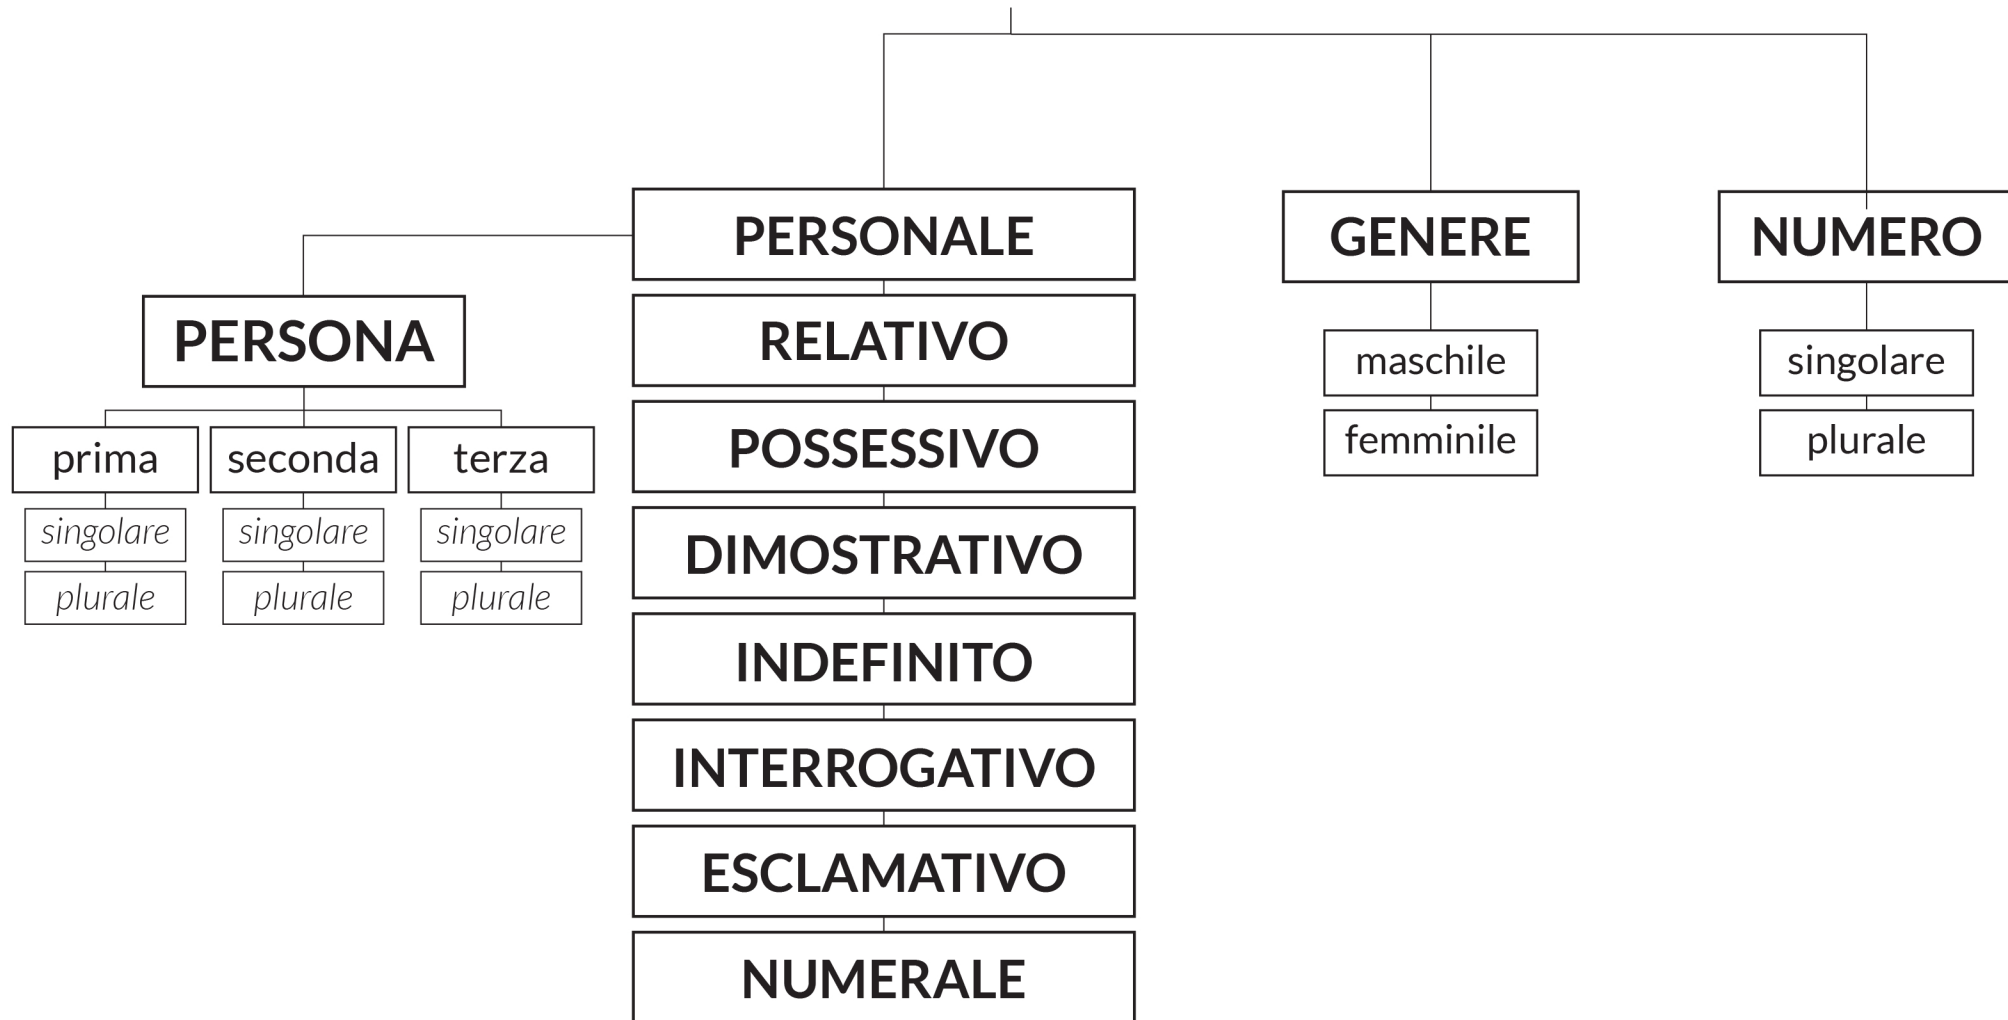 PERSONALE
GENERE
NUMERO
PERSONA
RELATIVO
maschile
singolare
prima
seconda
terza
POSSESSIVO
femminile
plurale
singolare
singolare
singolare
DIMOSTRATIVO
plurale
plurale
plurale
INDEFINITO
INTERROGATIVO
ESCLAMATIVO
NUMERALE